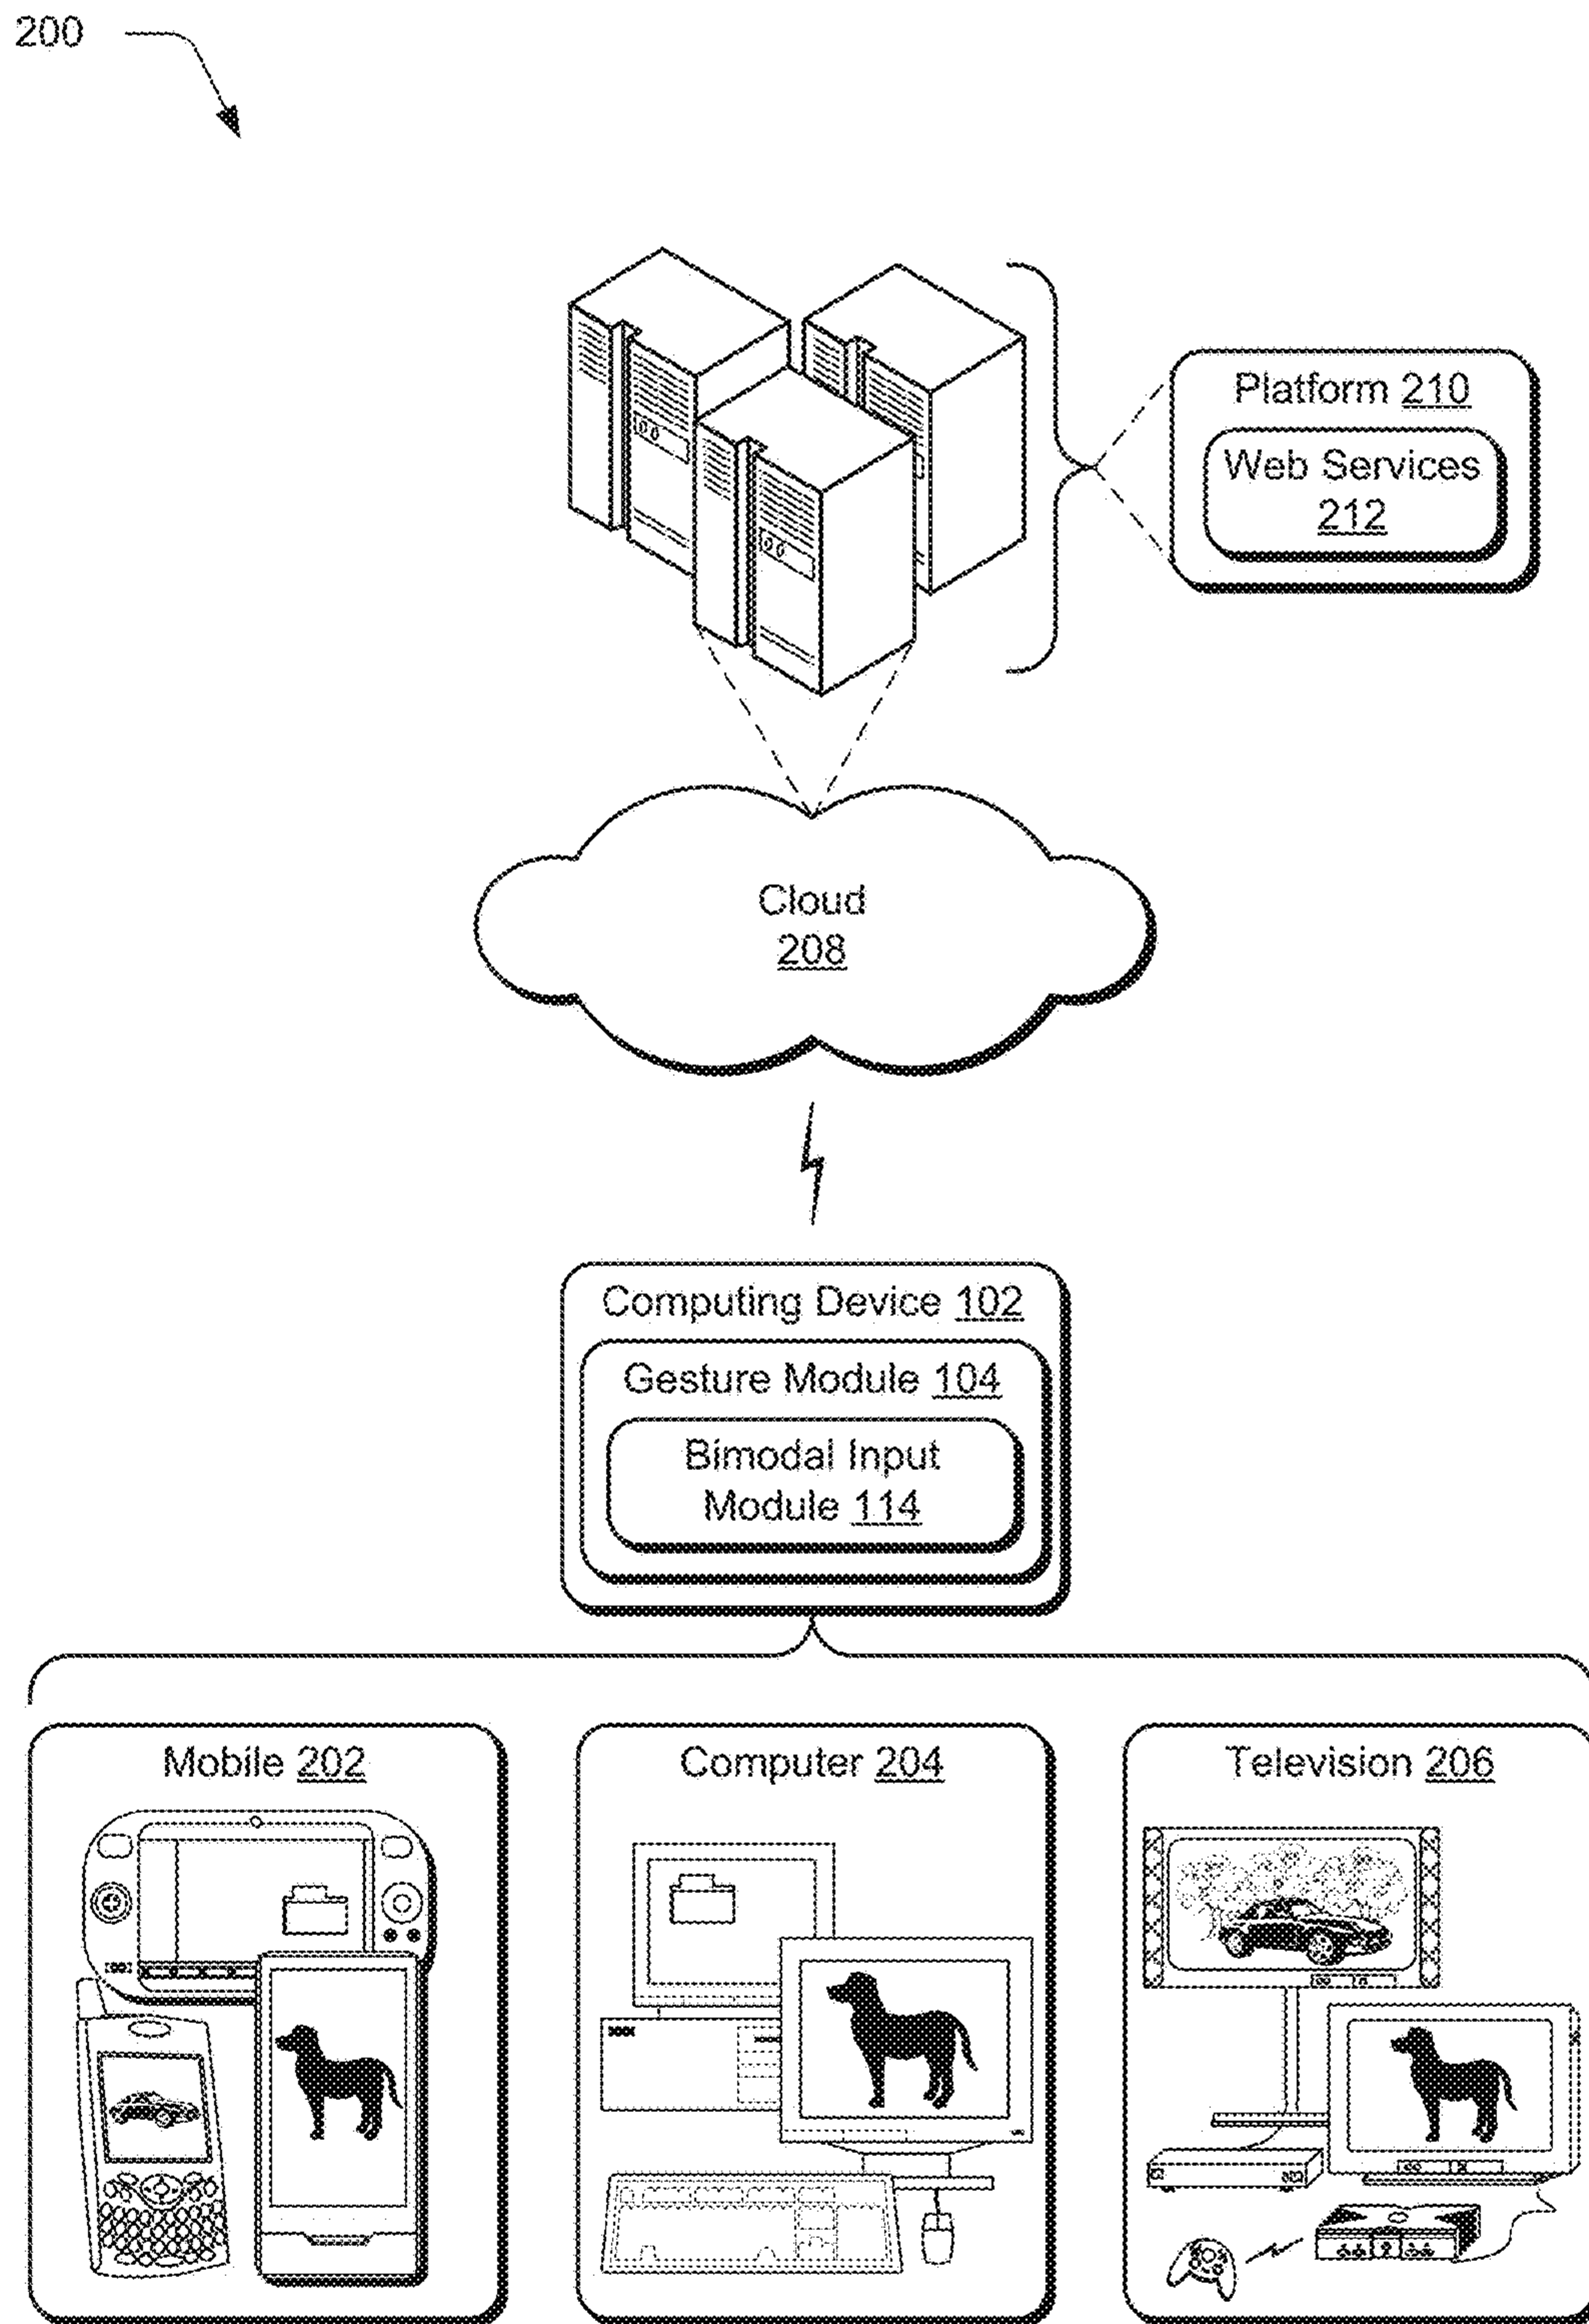 200
Platform 210
Web Services
212
Cloud
208
Computing Device 102
Gesture Module 104
Bimodal Input
Module 114
Mobile 202
Computer 204
Television 206